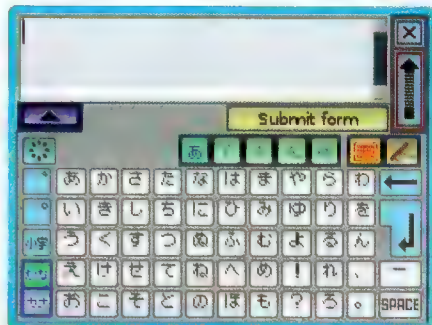 Submit form
あ
あ か さ た な は ま や ら わ
い き し ち に ひ み ゆ り を
小字 う く す つ ぬ ふ む よ る ん
え け せ て ね へ め ! れ 、
お こ そ と の ほ も ? ろ 。 SPACE